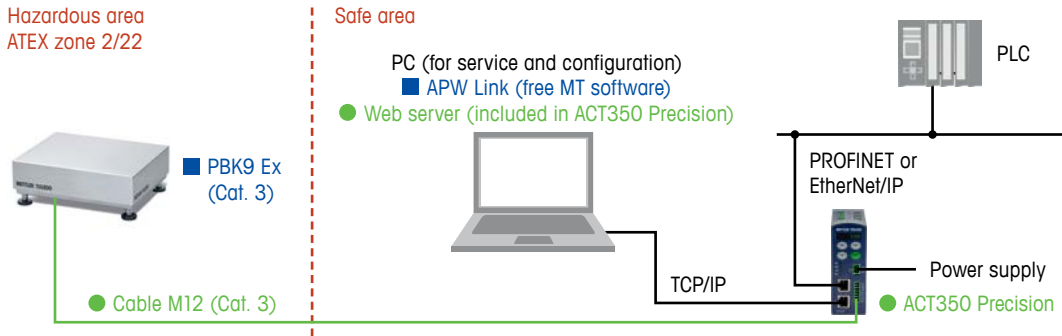 Hazardous area
ATEX zone 2/22
Safe area
PC (for service and configuration)
APW Link (free MT software)
Web server (included in ACT350 Precision)
PLC
PBK9 Ex
(Cat. 3)
PROFINET or
EtherNet/IP
TCP/IP
Power supply
Cable M12 (Cat. 3)
ACT350 Precision
METTLER TOLEDO